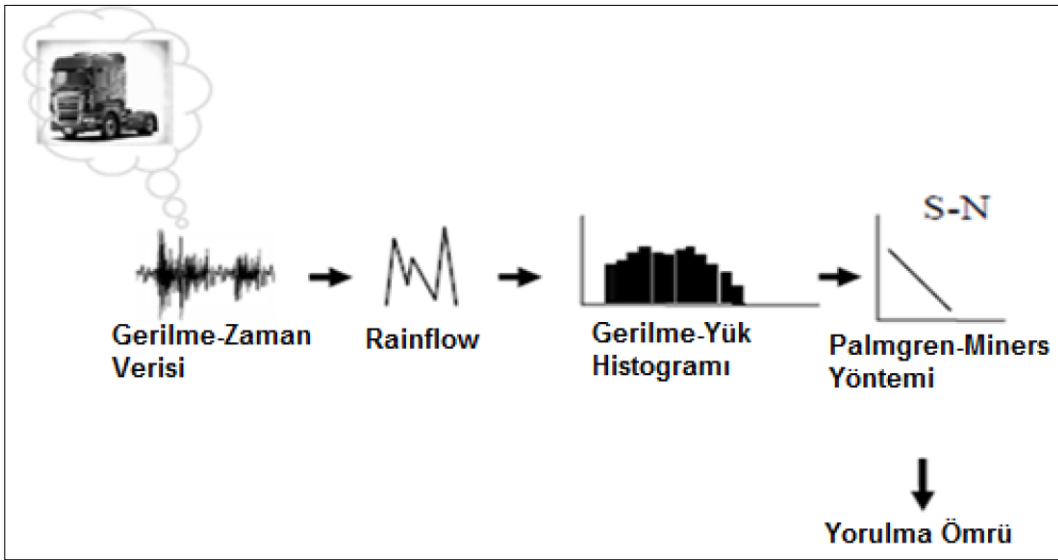 S-N
Gerilme-Zaman
Verisi
Rainflow
Gerilme-Yük
Histogramı
Palmgren-Miners
Yöntemi
Yorulma Ömrü